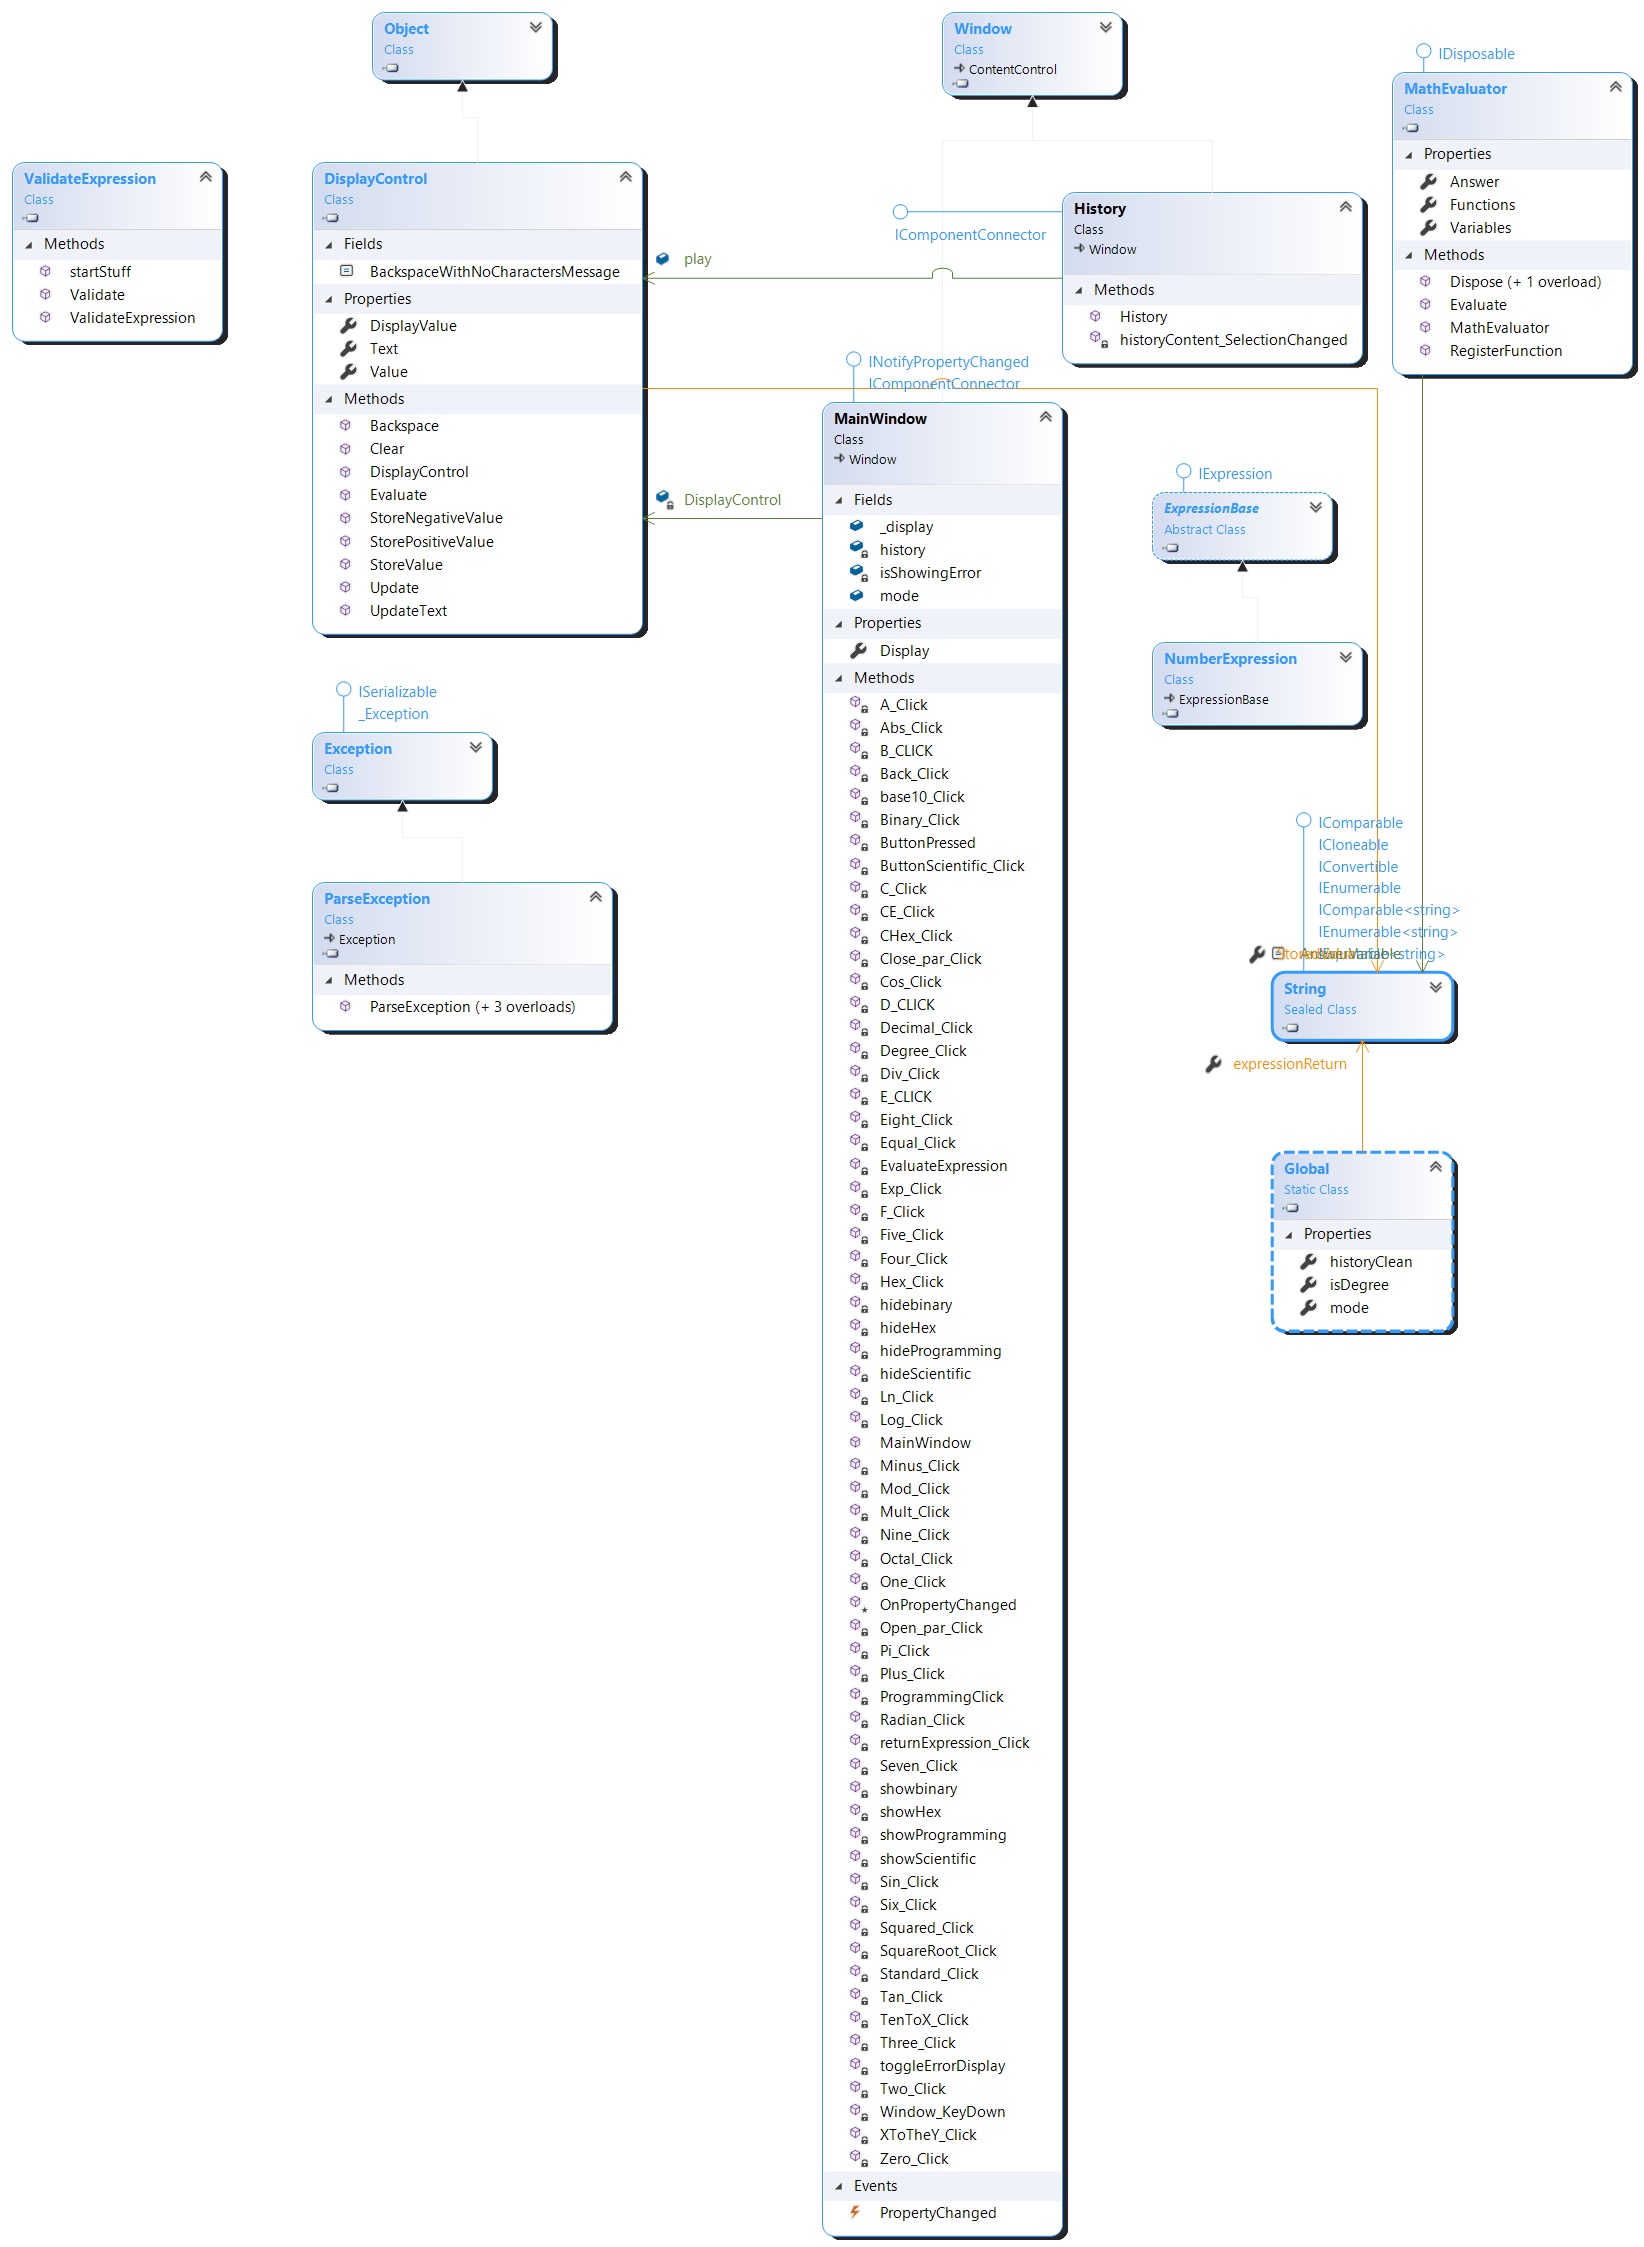 Object
Class
Window
Class
ContentControl
IDisposable
MathEvaluator
Class
Properties
Answer
Functions
Variables
Methods
Dispose (+ 1 overload)
Evaluate
MathEvaluator
RegisterFunction
ValidateExpression
Class
Methods
startStuff
Validate
ValidateExpression
DisplayControl
Class
Fields
BackspaceWithNoCharactersMessage
Properties
DisplayValue
Text
Value
Methods
Backspace
Clear
DisplayControl
Evaluate
StoreNegativeValue
StorePositiveValue
StoreValue
Update
UpdateText
play
IComponentConnector
History
Class
Window
Methods
History
historyContent_SelectionChanged
DisplayControl
INotifyPropertyChanged
IComponentConnector
MainWindow
Class
Window
Fields
_display
history
isShowingError
mode
Properties
Display
Methods
A_Click
Abs_Click
B_CLICK
Back_Click
base10_Click
Binary_Click
ButtonPressed
ButtonScientific_Click
C_Click
CE_Click
CHex_Click
Close_par_Click
Cos_Click
D_CLICK
Decimal_Click
Degree_Click
Div_Click
E_CLICK
Eight_Click
Equal_Click
EvaluateExpression
Exp_Click
F_Click
Five_Click
Four_Click
Hex_Click
hidebinary
hideHex
hideProgramming
hideScientific
Ln_Click
Log_Click
MainWindow
Minus_Click
Mod_Click
Mult_Click
Nine_Click
Octal_Click
One_Click
OnPropertyChanged
Open_par_Click
Pi_Click
Plus_Click
ProgrammingClick
Radian_Click
returnExpression_Click
Seven_Click
showbinary
showHex
showProgramming
showScientific
Sin_Click
Six_Click
Squared_Click
SquareRoot_Click
Standard_Click
Tan_Click
TenToX_Click
Three_Click
toggleErrorDisplay
Two_Click
Window_KeyDown
XToTheY_Click
Zero_Click
Events
PropertyChanged
IExpression
ExpressionBase
Abstract Class
NumberExpression
Class
ExpressionBase
ISerializable
_Exception
Exception
Class
ParseException
Class
Exception
Methods
ParseException (+ 3 overloads)
IComparable
ICloneable
IConvertible
IEnumerable
IComparable<string>
IEnumerable<string>
String
Sealed Class
expressionReturn
Global
Static Class
Properties
historyClean
isDegree
mode